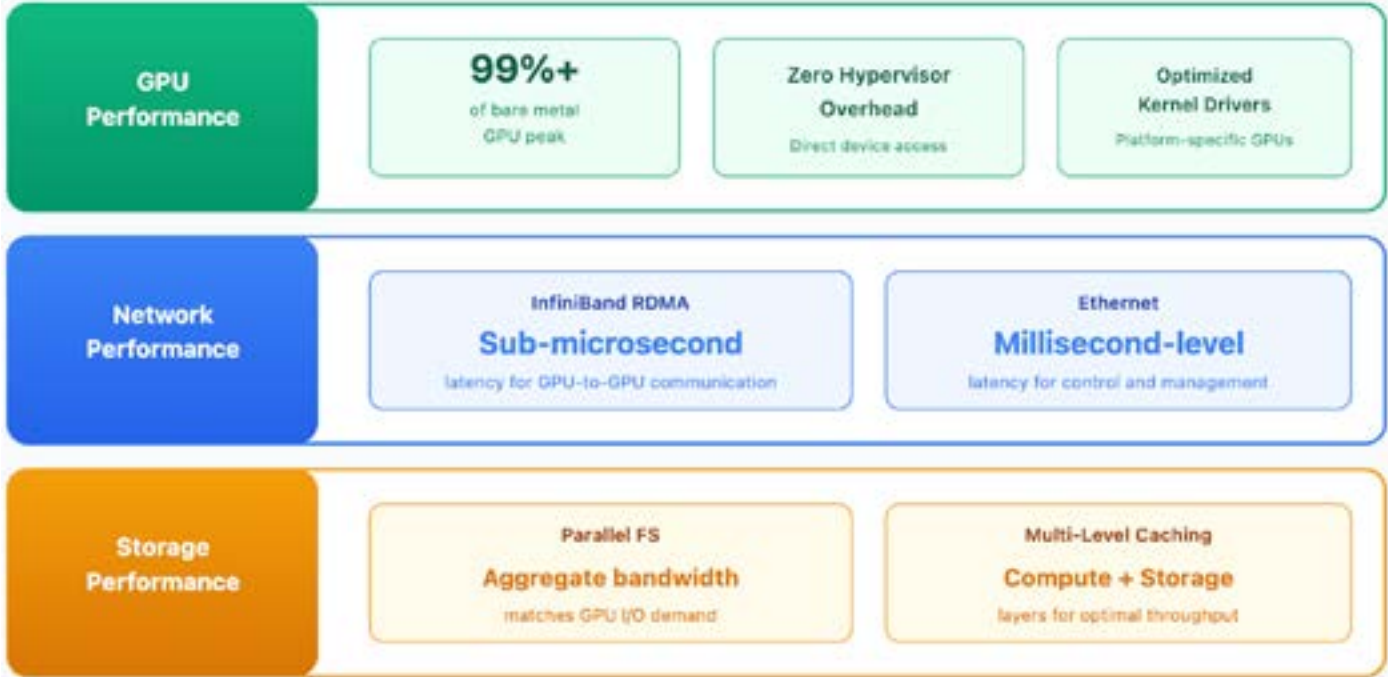 GPU
Performance
99%+
of bare metal
GPU peak
Zero Hypervisor
Overhead
Direct device access
Optimized
Kernel Drivers
Platform-specific GPUs
Network
Performance
InfiniBand RDMA
Sub-microsecond
latency for GPU-to-GPU communication
Ethernet
Millisecond-level
latency for control and management
Storage
Performance
Parallel FS
Aggregate bandwidth
matches GPU I/O demand
Multi-Level Caching
Compute + Storage
layers for optimal throughput